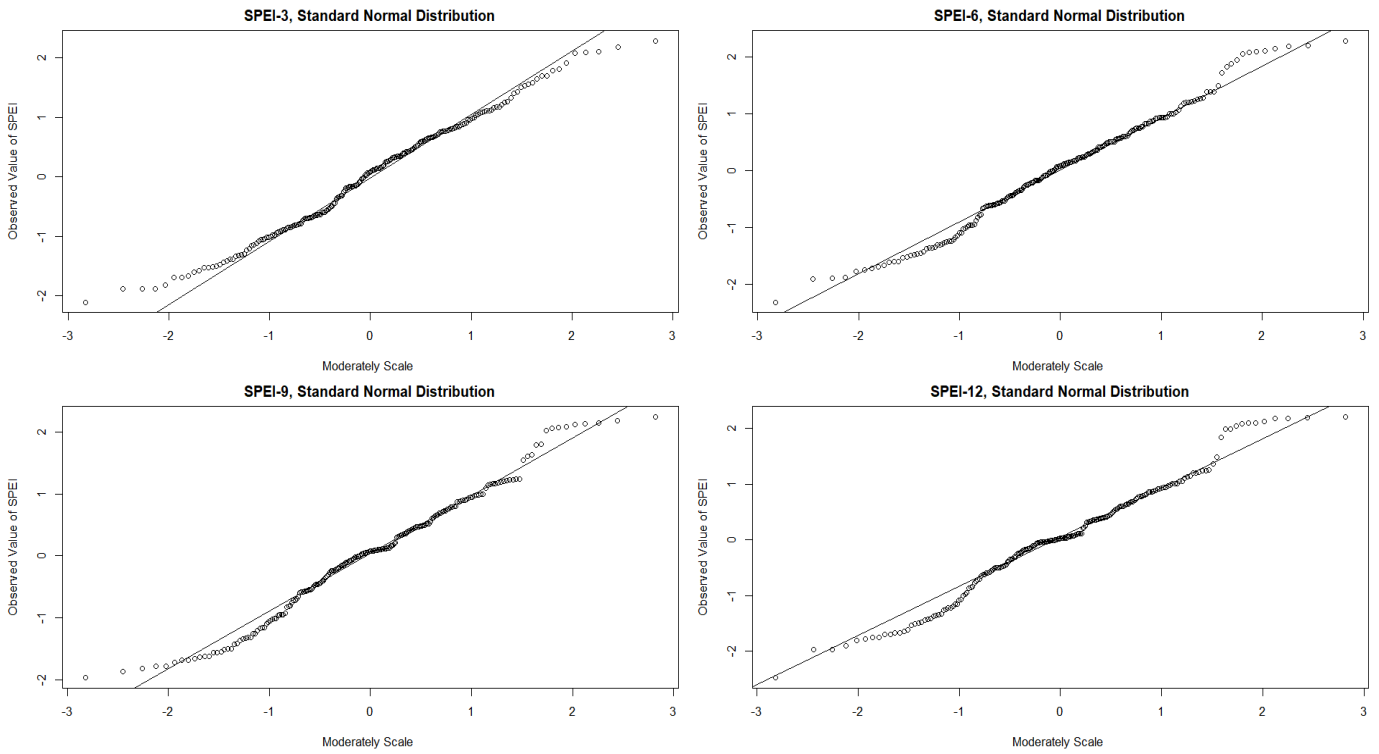 SPEI-3, Standard Normal Distribution
Observed Value of SPEI
2
1
0
-1
-2
-3 -2 -1 0 1 2 3
Moderately Scale
SPEI-6, Standard Normal Distribution
Observed Value of SPEI
2
1
0
-1
-2
-3 -2 -1 0 1 2 3
Moderately Scale
SPEI-9, Standard Normal Distribution
Observed Value of SPEI
2
1
0
-1
-2
-3 -2 -1 0 1 2 3
Moderately Scale
SPEI-12, Standard Normal Distribution
Observed Value of SPEI
2
1
0
-1
-2
-3 -2 -1 0 1 2 3
Moderately Scale